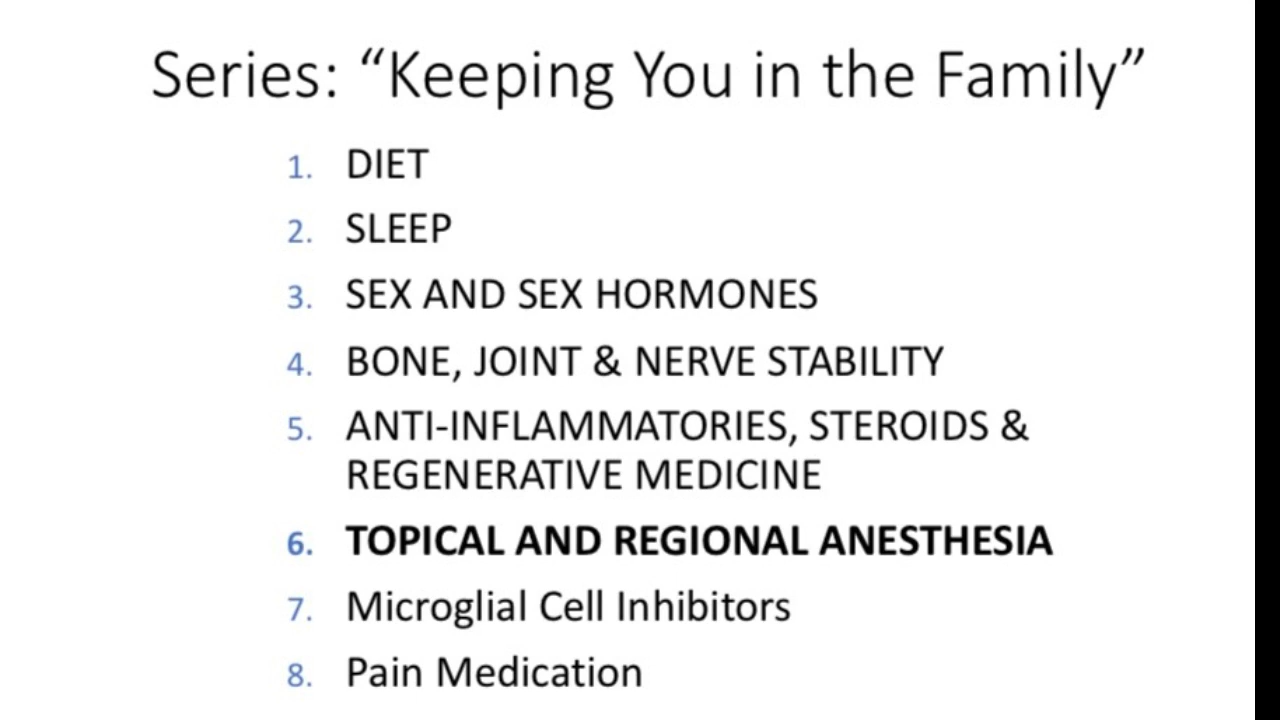 Series: “Keeping You in the Family”
1. DIET
2. SLEEP
3. SEX AND SEX HORMONES
4. BONE, JOINT & NERVE STABILITY
5. ANTI-INFLAMMATORIES, STEROIDS &
REGENERATIVE MEDICINE
6. TOPICAL AND REGIONAL ANESTHESIA
7. Microglial Cell Inhibitors
8. Pain Medication